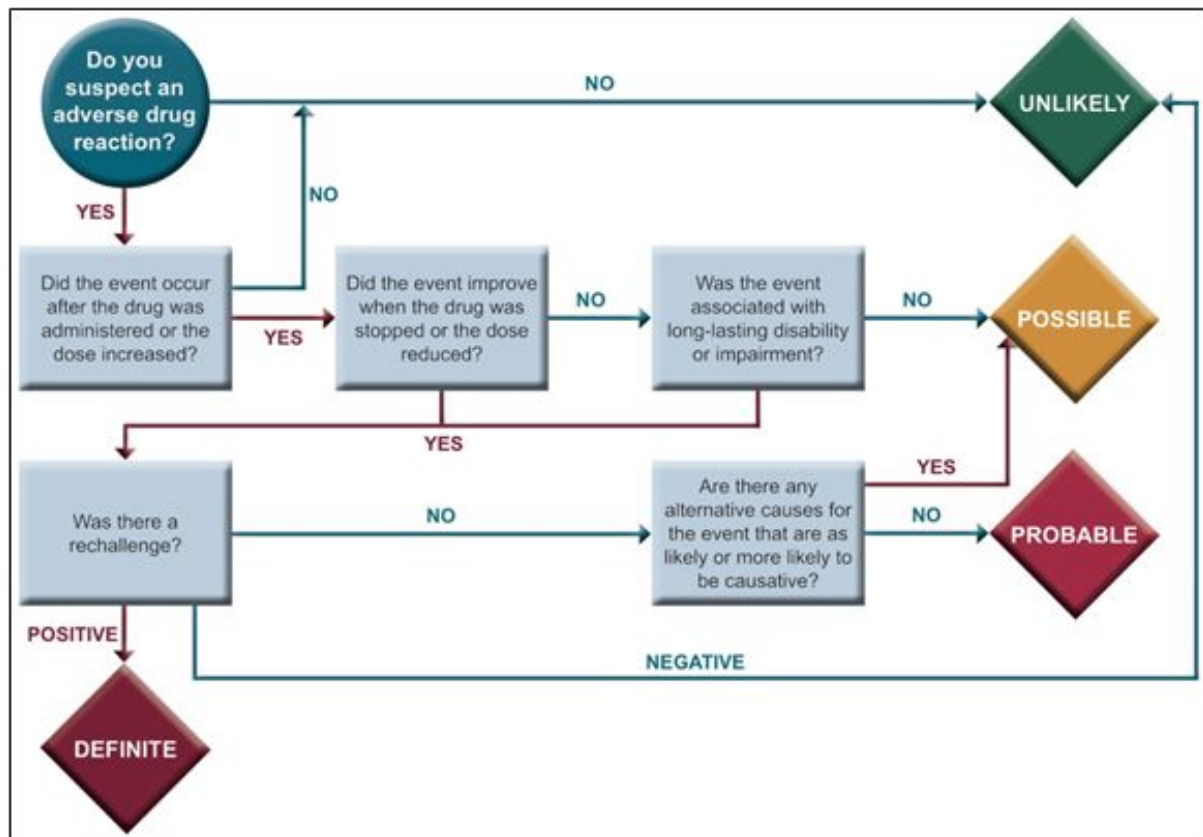 Do you
suspect an
adverse drug
reaction?
NO
UNLIKELY
YES
NO
Did the event occur
after the drug was
administered or the
dose increased?
YES
Did the event improve
when the drug was
stopped or the dose
reduced?
NO
Was the event
associated with
long-lasting disability
or impairment?
NO
POSSIBLE
YES
Was there a
rechallenge?
NO
Are there any
alternative causes for
the event that are as
likely or more likely to
be causative?
YES
NO
PROBABLE
POSITIVE
NEGATIVE
DEFINITE